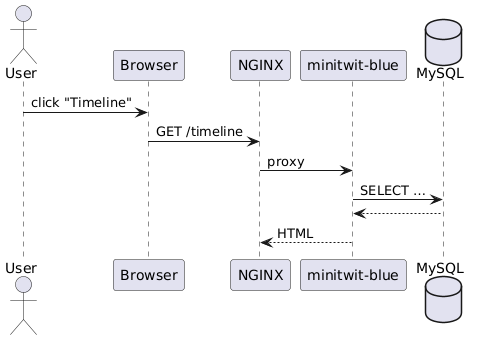 User
Browser
NGINX
minitwit-blue
MySQL
click "Timeline"
GET /timeline
proxy
SELECT ...
HTML
User
Browser
NGINX
minitwit-blue
MySQL